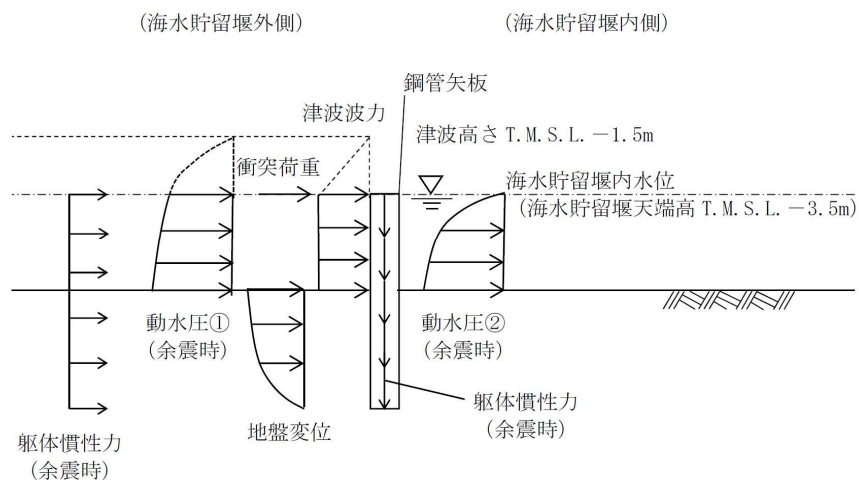 (海水貯留堰外側)
(海水貯留堰内側)
鋼管矢板
津波波力
津波高さ T.M.S.L.－1.5m
衝突荷重
海水貯留堰内水位
(海水貯留堰天端高 T.M.S.L.－3.5m)
動水圧①
(余震時)
動水圧②
(余震時)
地盤変位
躯体慣性力
(余震時)
躯体慣性力
(余震時)